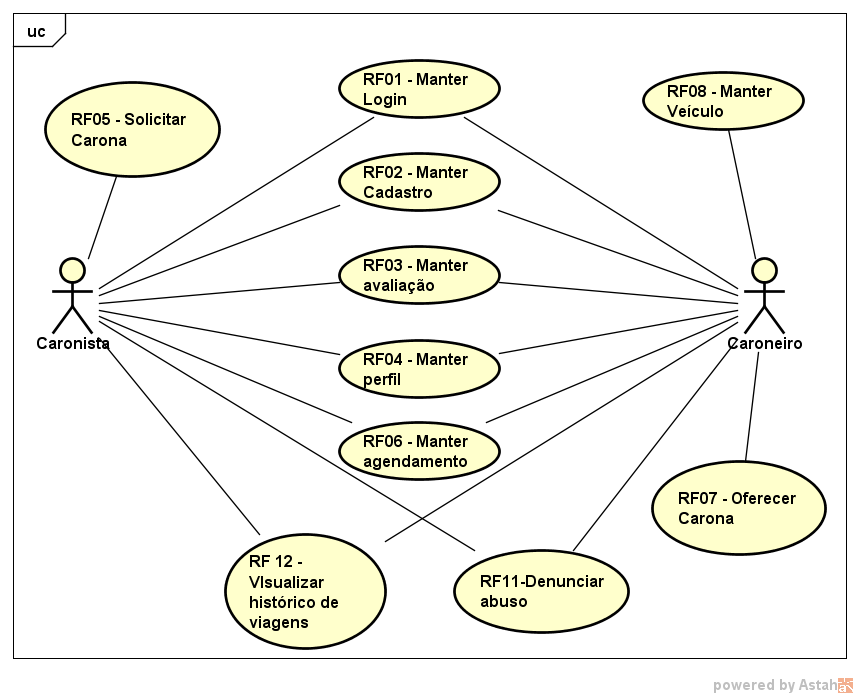 uc
RF05 - Solicitar
Carona
RF01 - Manter
Login
RF08 - Manter
Veículo
RF02 - Manter
Cadastro
RF03 - Manter
avaliação
Caronista
Caroneiro
RF04 - Manter
perfil
RF06 - Manter
agendamento
RF07 - Oferecer
Carona
RF 12 -
VIsualizar
histórico de
viagens
RF11-Denunciar
abuso
powered by Astah